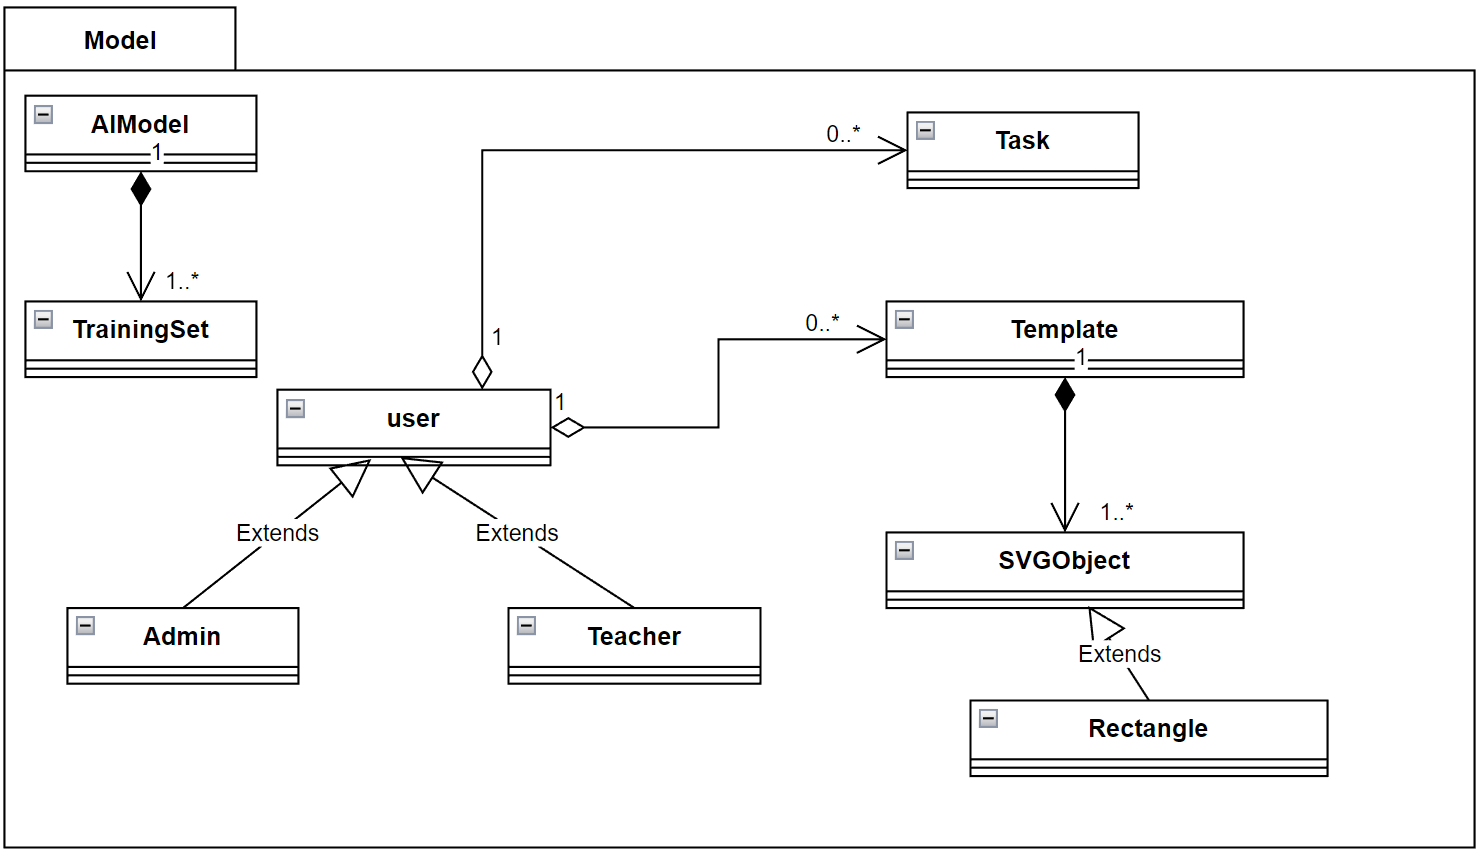 Model
AIModel
1
1..*
TrainingSet
0..*
Task
1
user
1
0..*
Template
1
1..*
SVGObject
Extends
Extends
Admin
Teacher
Extends
Rectangle